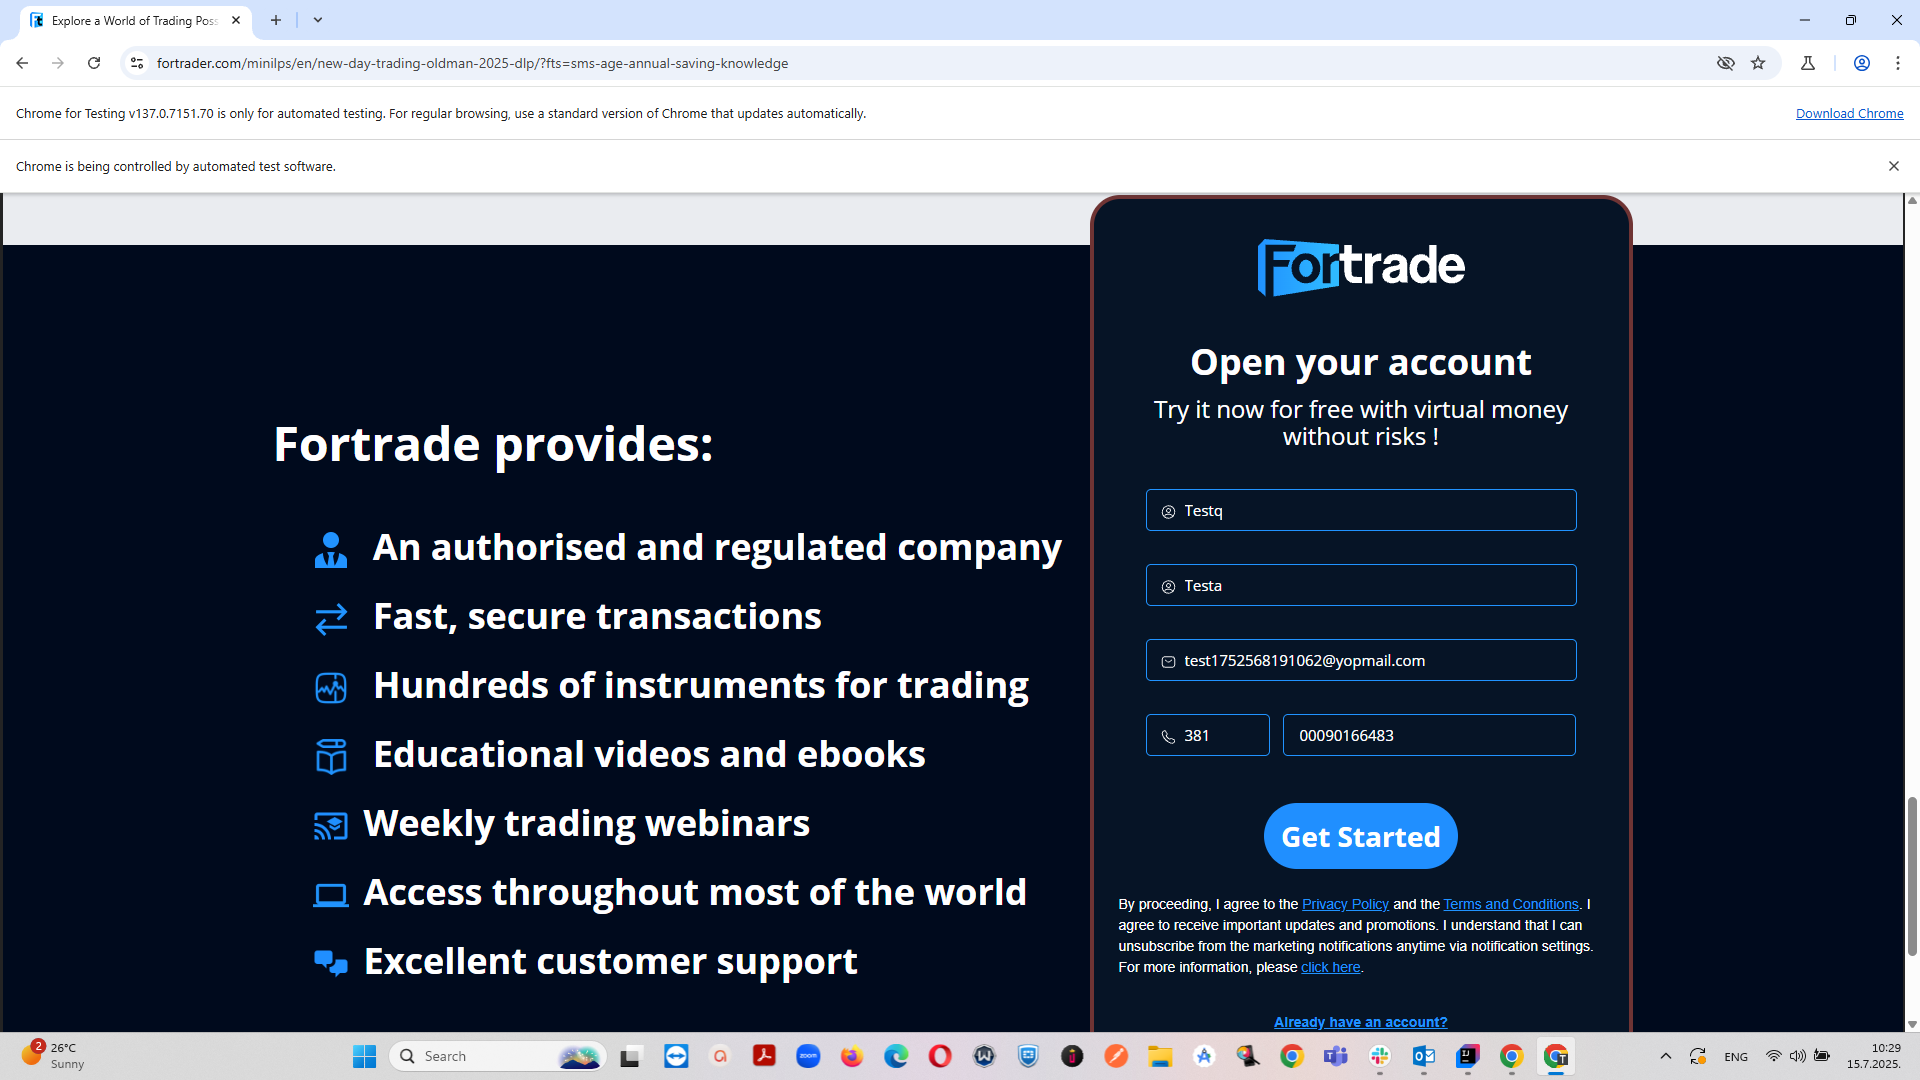 Explore a World of Trading Poss
fortrader.com/minilps/en/new-day-trading-oldman-2025-dlp/?fts=sms-age-annual-saving-knowledge
Chrome for Testing v137.0.7151.70 is only for automated testing. For regular browsing, use a standard version of Chrome that updates automatically.
Download Chrome
Chrome is being controlled by automated test software.
Fortrade provides:
An authorised and regulated company
Fast, secure transactions
Hundreds of instruments for trading
Educational videos and ebooks
Weekly trading webinars
Access throughout most of the world
Excellent customer support
Fortrade
Open your account
Try it now for free with virtual money
without risks !
Testq
Testa
test1752568191062@yopmail.com
381
00090166483
Get Started
By proceeding, I agree to the Privacy Policy and the Terms and Conditions. I
agree to receive important updates and promotions. I understand that I can
unsubscribe from the marketing notifications anytime via notification settings.
For more information, please click here.
Already have an account?
2
26°C
Sunny
Search
zoom
ENG
10:29
15.7.2025.